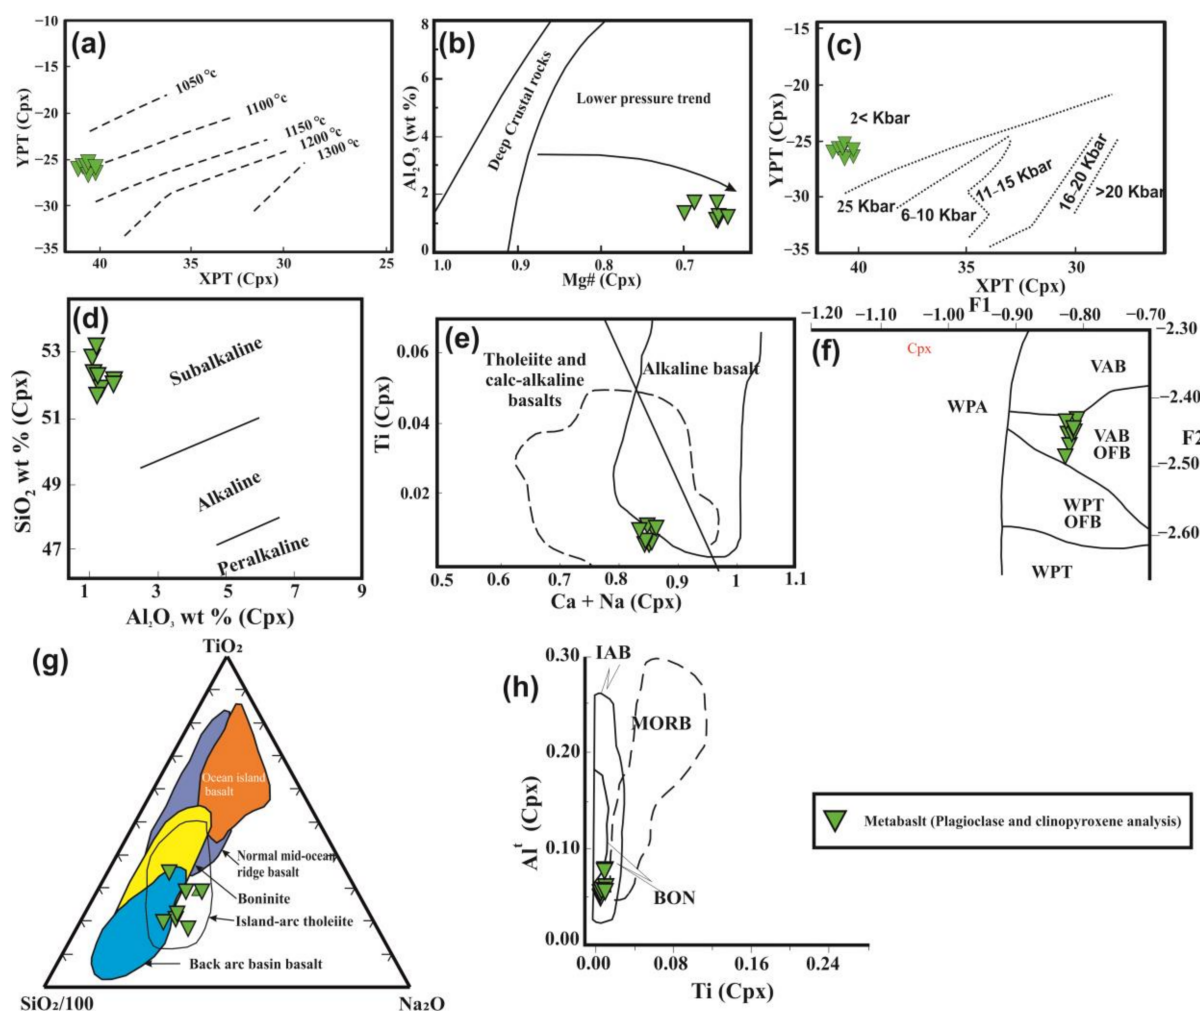 (a)
−10
−15
−20
−25
−30
−35
YPT (Cpx)
1050 °c
1100 °c
1150 °c
1200 °c
1300 °c
40
35
30
25
XPT (Cpx)
(b)
8
6
4
2
0
Al₂O₃ (wt %)
Deep Crustal rocks
Lower pressure trend
1.0
0.9
0.8
0.7
Mg# (Cpx)
(c)
−15
−20
−25
−30
−35
YPT (Cpx)
2< Kbar
25 Kbar
6–10 Kbar
11–15 Kbar
16–20 Kbar
>20 Kbar
40
35
30
XPT (Cpx)
(d)
53
51
49
47
SiO₂ wt % (Cpx)
Subalkaline
Alkaline
Peralkaline
1
3
5
7
9
Al₂O₃ wt % (Cpx)
(e)
0.06
0.04
0.02
Ti (Cpx)
Tholeiite and
calc-alkaline
basalts
Alkaline basalt
0.5
0.6
0.7
0.8
0.9
1
1.1
Ca + Na (Cpx)
F1
−1.20
−1.10
−1.00
−0.90
−0.80
−0.70
(f)
Cpx
−2.30
−2.40
−2.50
−2.60
F2
WPA
VAB
VAB
OFB
WPT
OFB
WPT
(g)
TiO₂
Ocean island
basalt
Normal mid-ocean
ridge basalt
Boninite
Island-arc tholeiite
Back arc basin basalt
SiO₂/100
Na₂O
(h)
0.30
0.20
0.10
0.00
Alᵗ (Cpx)
IAB
MORB
BON
0.00
0.08
0.16
0.24
Ti (Cpx)
Metabaslt (Plagioclase and clinopyroxene analysis)